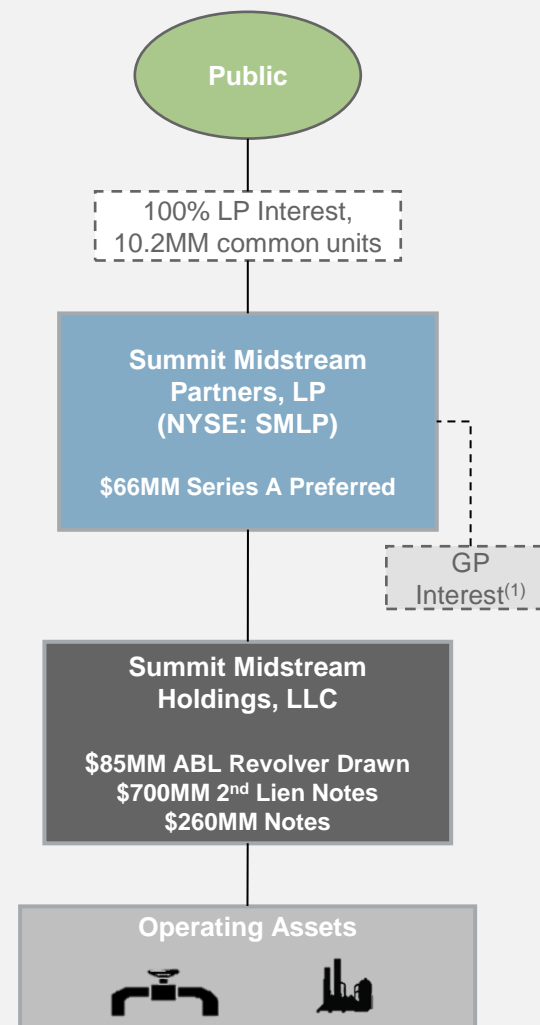 Public
100% LP Interest,
10.2MM common units
Summit Midstream
Partners, LP
(NYSE: SMLP)
$66MM Series A Preferred
GP
Interest(1)
Summit Midstream
Holdings, LLC
$85MM ABL Revolver Drawn
$700MM 2nd Lien Notes
$260MM Notes
Operating Assets